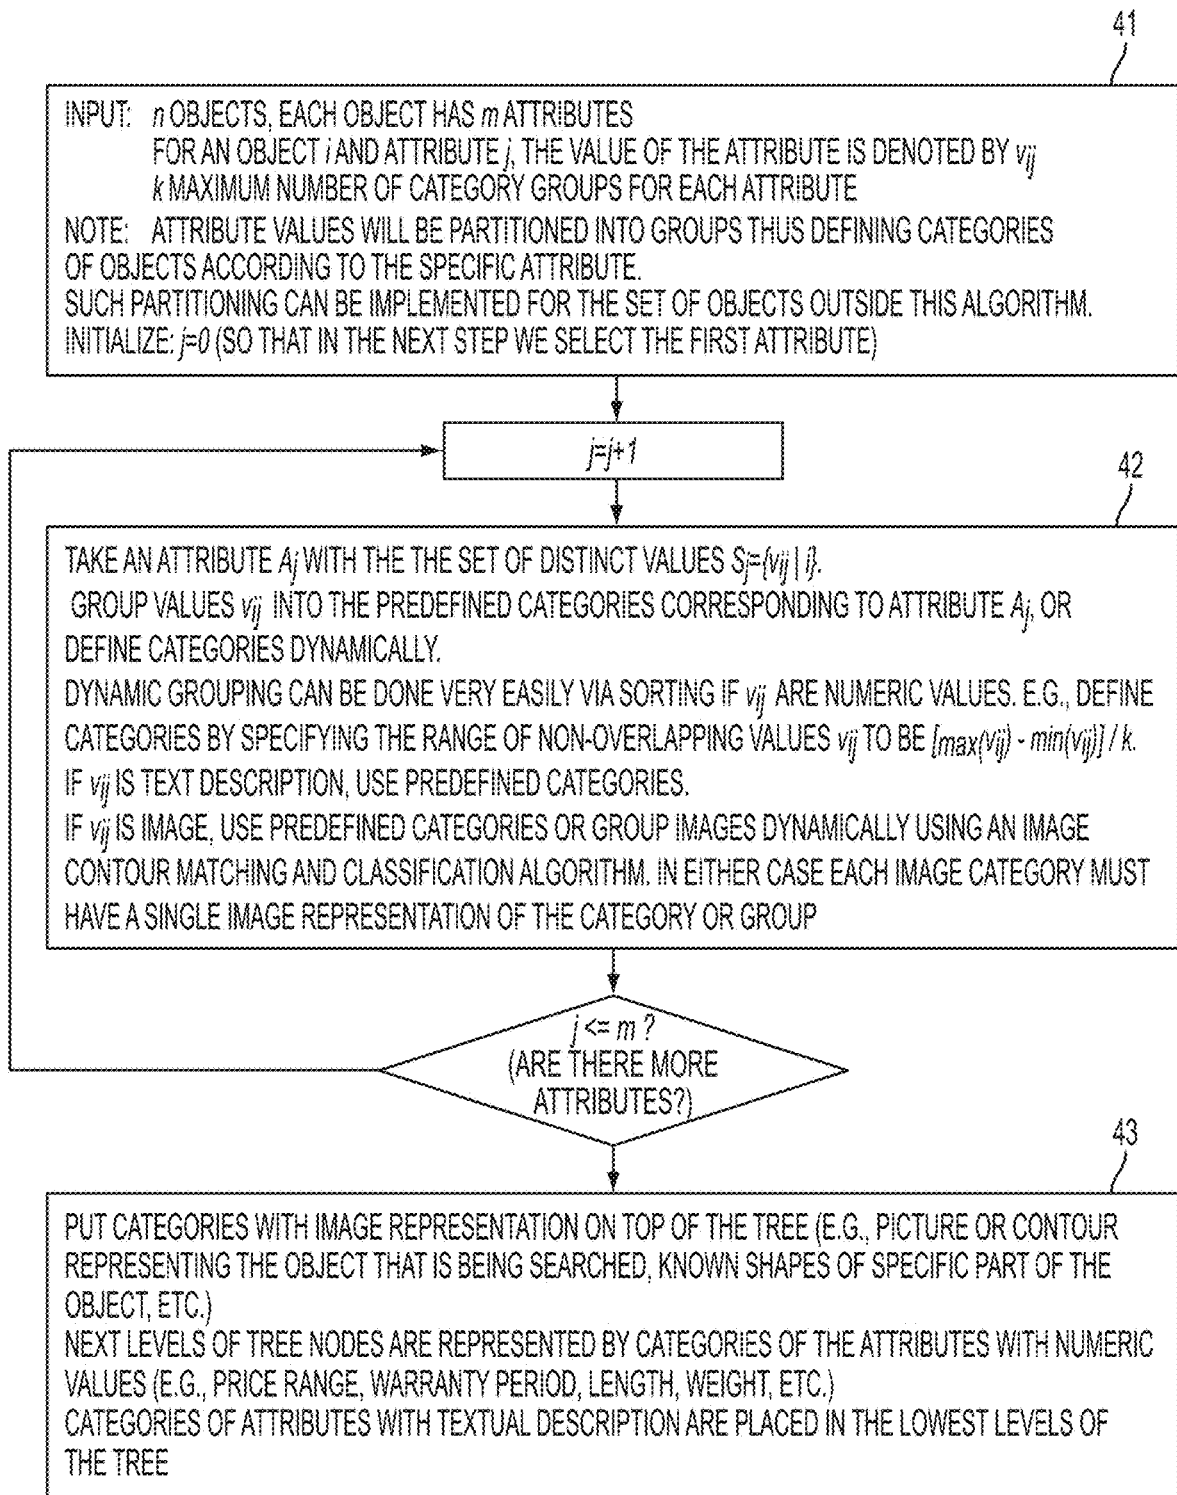 41
INPUT: n OBJECTS, EACH OBJECT HAS m ATTRIBUTES
FOR AN OBJECT i AND ATTRIBUTE j, THE VALUE OF THE ATTRIBUTE IS DENOTED BY vij
k MAXIMUM NUMBER OF CATEGORY GROUPS FOR EACH ATTRIBUTE
NOTE: ATTRIBUTE VALUES WILL BE PARTITIONED INTO GROUPS THUS DEFINING CATEGORIES
OF OBJECTS ACCORDING TO THE SPECIFIC ATTRIBUTE.
SUCH PARTITIONING CAN BE IMPLEMENTED FOR THE SET OF OBJECTS OUTSIDE THIS ALGORITHM.
INITIALIZE: j=0 (SO THAT IN THE NEXT STEP WE SELECT THE FIRST ATTRIBUTE)
j=j+1
42
TAKE AN ATTRIBUTE Aj WITH THE THE SET OF DISTINCT VALUES Sj={vij | i}.
GROUP VALUES vij INTO THE PREDEFINED CATEGORIES CORRESPONDING TO ATTRIBUTE Aj, OR
DEFINE CATEGORIES DYNAMICALLY.
DYNAMIC GROUPING CAN BE DONE VERY EASILY VIA SORTING IF vij ARE NUMERIC VALUES. E.G., DEFINE
CATEGORIES BY SPECIFYING THE RANGE OF NON-OVERLAPPING VALUES vij TO BE [max(vij) - min(vij)] / k.
IF vij IS TEXT DESCRIPTION, USE PREDEFINED CATEGORIES.
IF vij IS IMAGE, USE PREDEFINED CATEGORIES OR GROUP IMAGES DYNAMICALLY USING AN IMAGE
CONTOUR MATCHING AND CLASSIFICATION ALGORITHM. IN EITHER CASE EACH IMAGE CATEGORY MUST
HAVE A SINGLE IMAGE REPRESENTATION OF THE CATEGORY OR GROUP
j <= m ?
(ARE THERE MORE
ATTRIBUTES?)
43
PUT CATEGORIES WITH IMAGE REPRESENTATION ON TOP OF THE TREE (E.G., PICTURE OR CONTOUR
REPRESENTING THE OBJECT THAT IS BEING SEARCHED, KNOWN SHAPES OF SPECIFIC PART OF THE
OBJECT, ETC.)
NEXT LEVELS OF TREE NODES ARE REPRESENTED BY CATEGORIES OF THE ATTRIBUTES WITH NUMERIC
VALUES (E.G., PRICE RANGE, WARRANTY PERIOD, LENGTH, WEIGHT, ETC.)
CATEGORIES OF ATTRIBUTES WITH TEXTUAL DESCRIPTION ARE PLACED IN THE LOWEST LEVELS OF
THE TREE